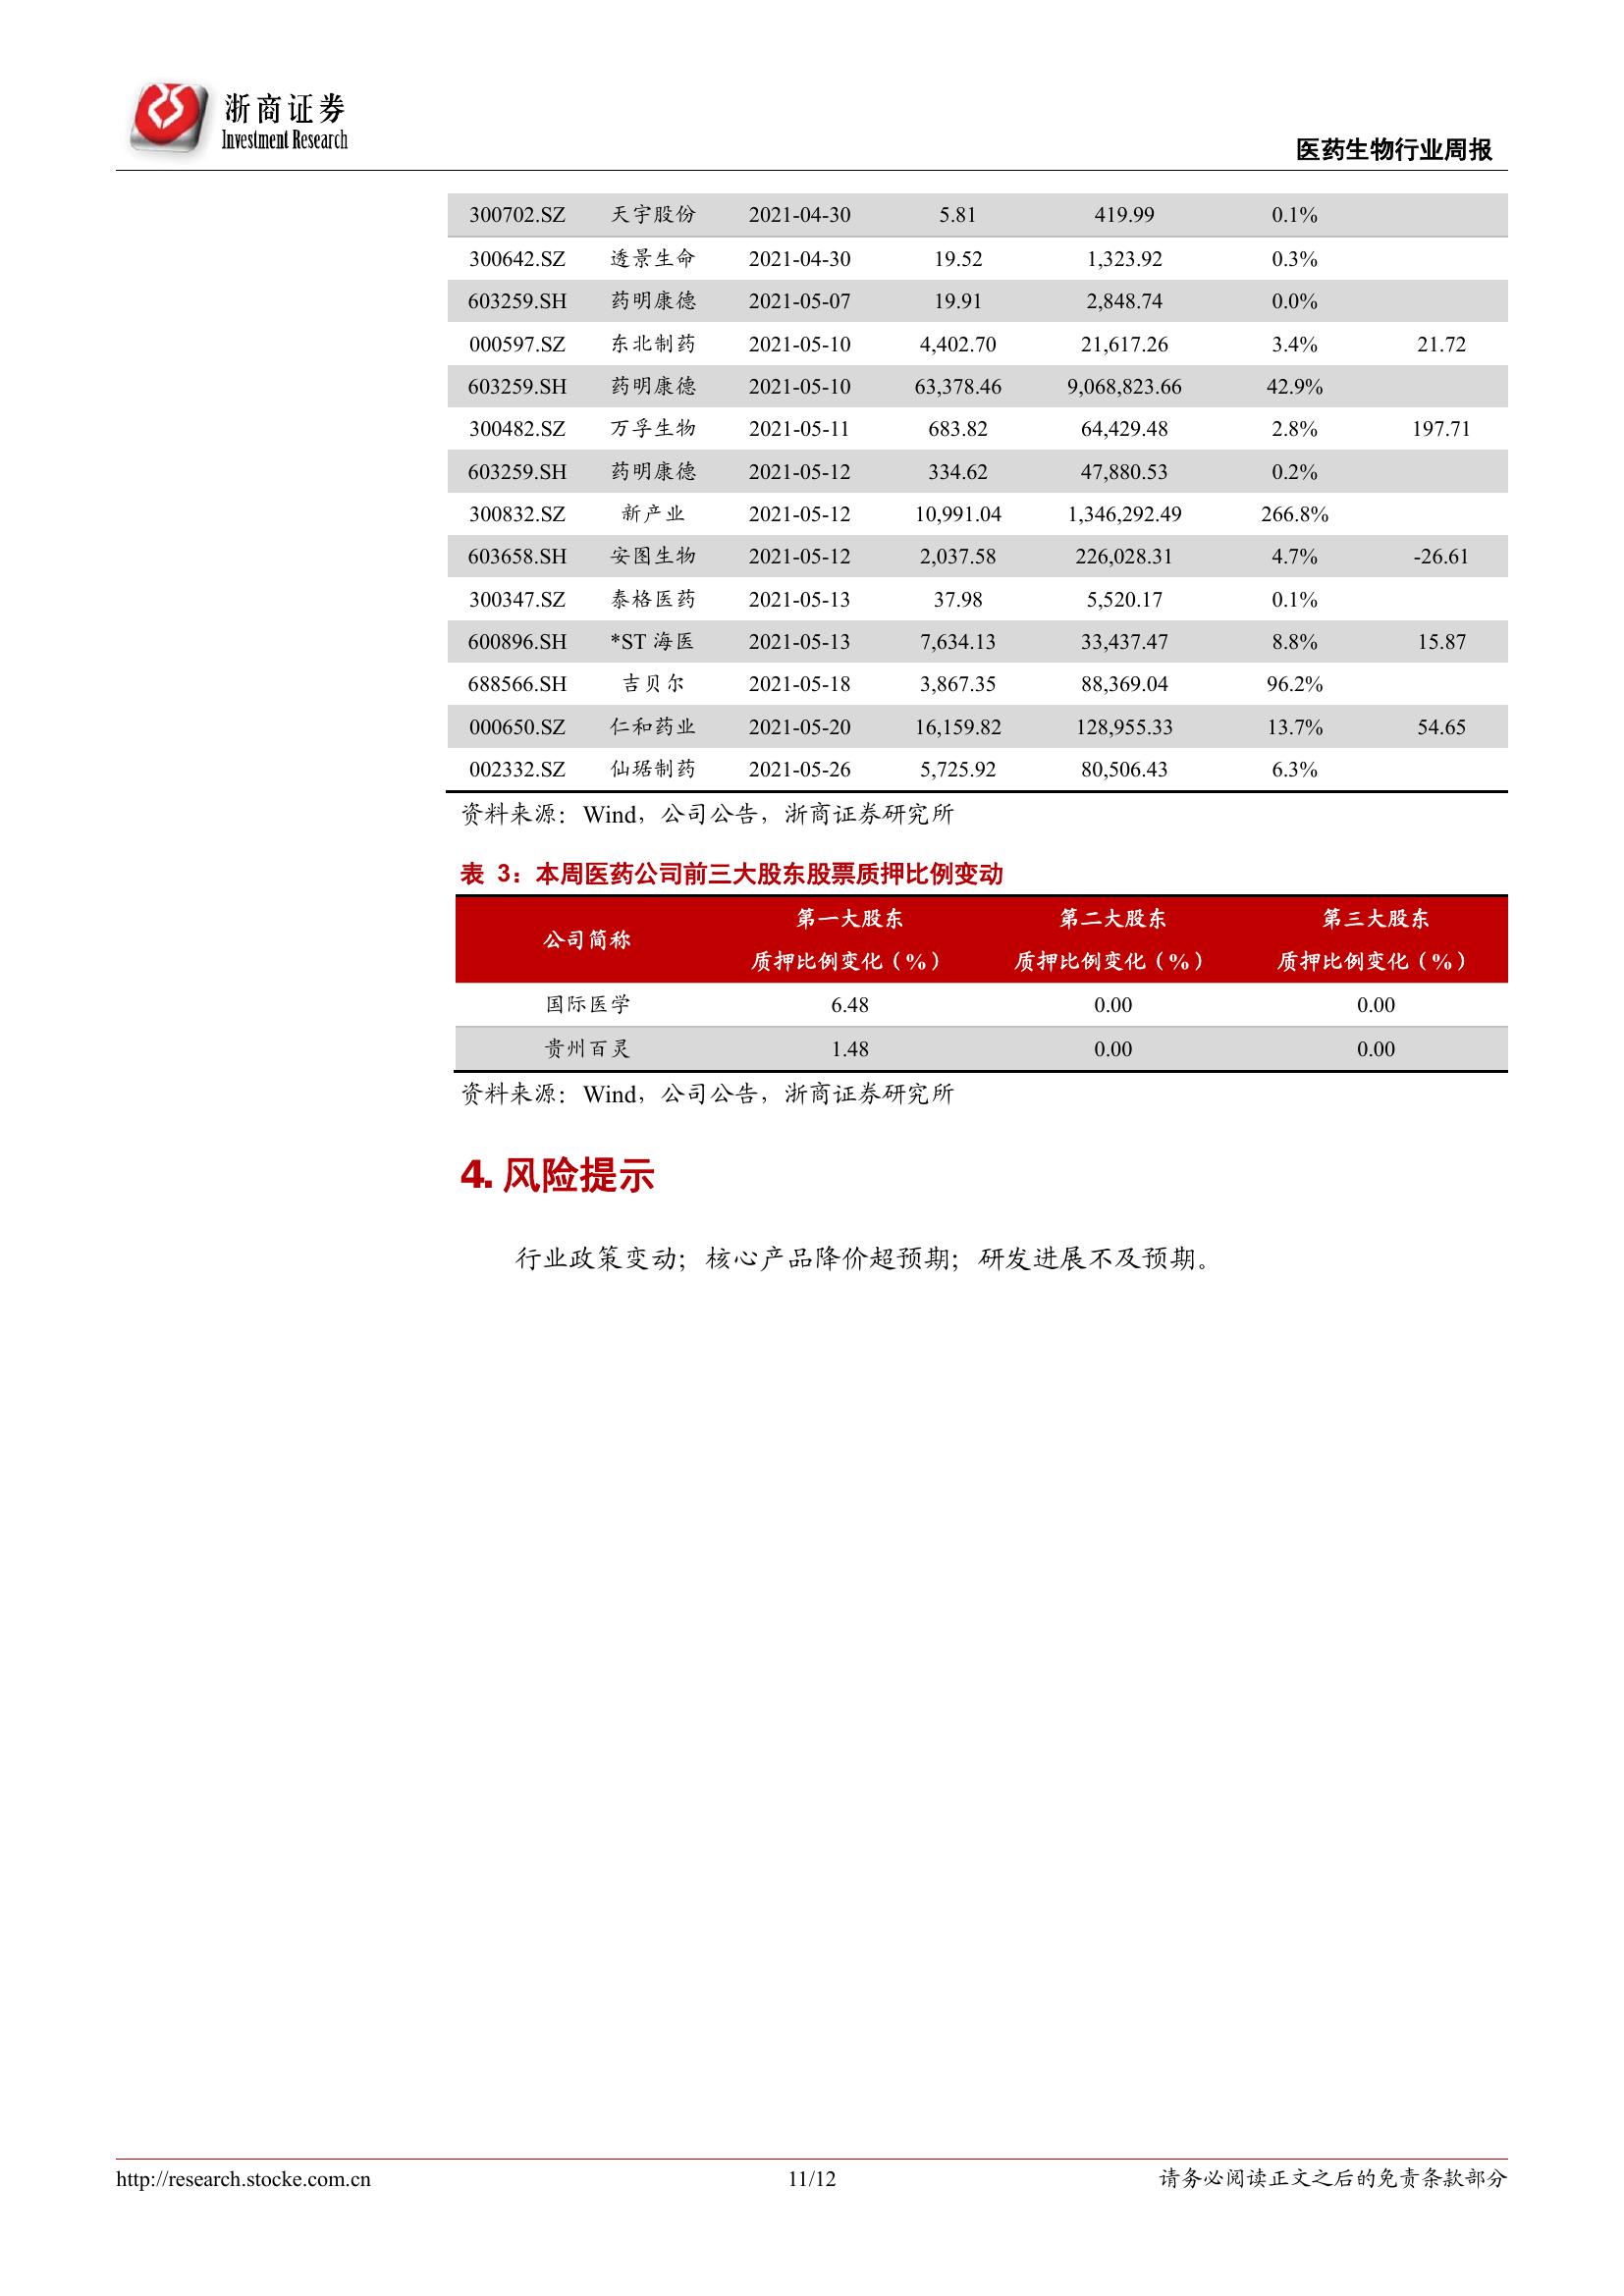 浙商证券
Investment Research
医药生物行业周报
300702.SZ 天宇股份 2021-04-30 5.81 419.99 0.1%
300642.SZ 透景生命 2021-04-30 19.52 1,323.92 0.3%
603259.SH 药明康德 2021-05-07 19.91 2,848.74 0.0%
000597.SZ 东北制药 2021-05-10 4,402.70 21,617.26 3.4% 21.72
603259.SH 药明康德 2021-05-10 63,378.46 9,068,823.66 42.9%
300482.SZ 万孚生物 2021-05-11 683.82 64,429.48 2.8% 197.71
603259.SH 药明康德 2021-05-12 334.62 47,880.53 0.2%
300832.SZ 新产业 2021-05-12 10,991.04 1,346,292.49 266.8%
603658.SH 安图生物 2021-05-12 2,037.58 226,028.31 4.7% -26.61
300347.SZ 泰格医药 2021-05-13 37.98 5,520.17 0.1%
600896.SH *ST 海医 2021-05-13 7,634.13 33,437.47 8.8% 15.87
688566.SH 吉贝尔 2021-05-18 3,867.35 88,369.04 96.2%
000650.SZ 仁和药业 2021-05-20 16,159.82 128,955.33 13.7% 54.65
002332.SZ 仙琚制药 2021-05-26 5,725.92 80,506.43 6.3%
资料来源：Wind，公司公告，浙商证券研究所
表 3：本周医药公司前三大股东股票质押比例变动
公司简称
第一大股东 第二大股东 第三大股东
质押比例变化（%） 质押比例变化（%） 质押比例变化（%）
国际医学 6.48 0.00 0.00
贵州百灵 1.48 0.00 0.00
资料来源：Wind，公司公告，浙商证券研究所
4. 风险提示
行业政策变动；核心产品降价超预期；研发进展不及预期。
http://research.stocke.com.cn 11/12 请务必阅读正文之后的免责条款部分